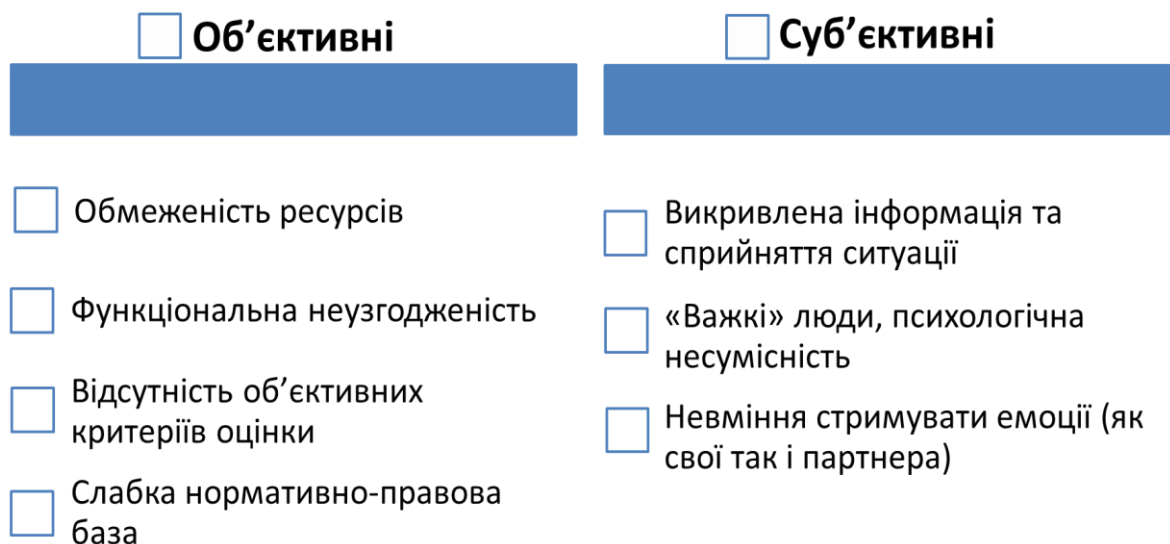 Об’єктивні
Обмеженість ресурсів
Функціональна неузгодженість
Відсутність об’єктивних
критеріїв оцінки
Слабка нормативно-правова
база
Суб’єктивні
Викривлена інформація та
сприйняття ситуації
«Важкі» люди, психологічна
несумісність
Невміння стримувати емоції (як
свої так і партнера)